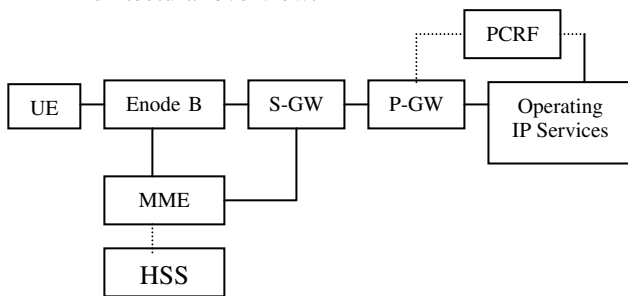 PCRF
UE
Enode B
S-GW
P-GW
Operating
IP Services
MME
HSS